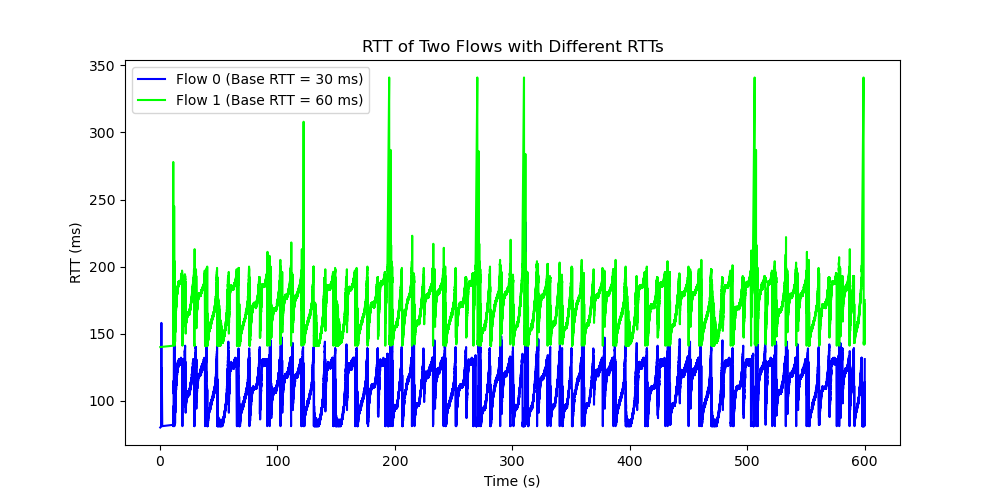 RTT of Two Flows with Different RTTs
Flow 0 (Base RTT = 30 ms)
Flow 1 (Base RTT = 60 ms)
RTT (ms)
350
300
250
200
150
100
0 100 200 300 400 500 600
Time (s)